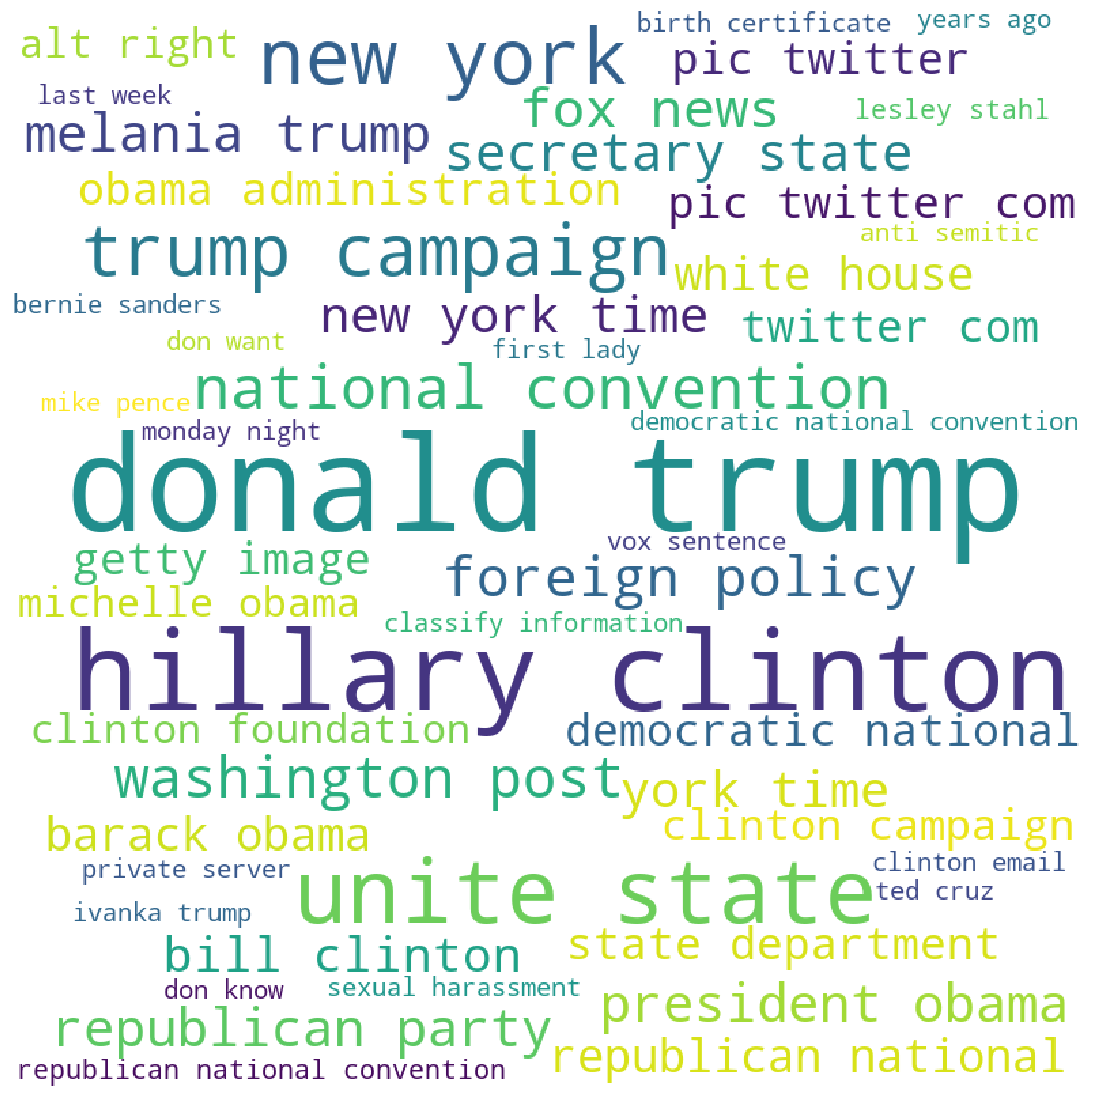 birth certificate
years ago
alt right
new york
pic twitter
last week
fox news
lesley stahl
melania trump
secretary state
obama administration
pic twitter com
trump campaign
anti semitic
white house
bernie sanders
new york time
twitter com
don want
first lady
national convention
mike pence
democratic national convention
monday night
donald trump
vox sentence
getty image
foreign policy
michelle obama
classify information
hillary clinton
clinton foundation
democratic national
washington post
york time
barack obama
clinton campaign
private server
clinton email
unite state
ted cruz
ivanka trump
bill clinton
state department
don know
sexual harassment
president obama
republican party
republican national
republican national convention